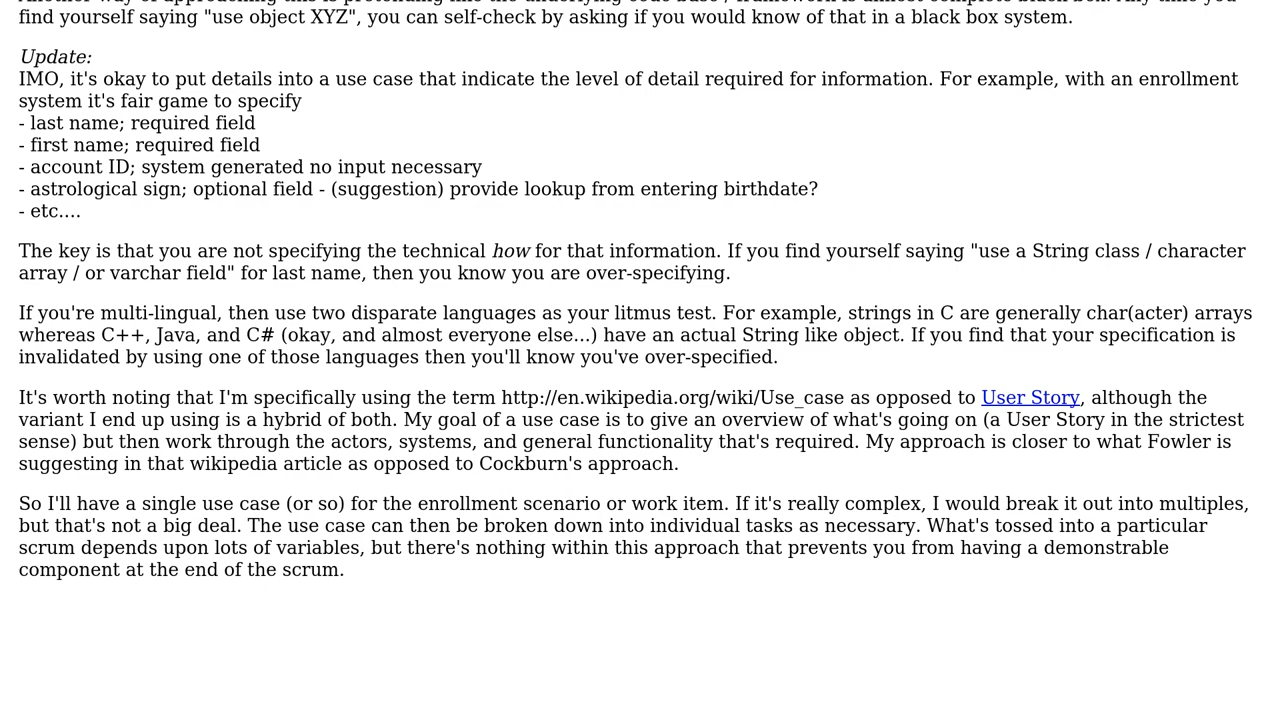 find yourself saying "use object XYZ", you can self-check by asking if you would know of that in a black box system.
Update:
IMO, it's okay to put details into a use case that indicate the level of detail required for information. For example, with an enrollment
system it's fair game to specify
- last name; required field
- first name; required field
- account ID; system generated no input necessary
- astrological sign; optional field - (suggestion) provide lookup from entering birthdate?
- etc....
The key is that you are not specifying the technical how for that information. If you find yourself saying "use a String class / character
array / or varchar field" for last name, then you know you are over-specifying.
If you're multi-lingual, then use two disparate languages as your litmus test. For example, strings in C are generally char(acter) arrays
whereas C++, Java, and C# (okay, and almost everyone else...) have an actual String like object. If you find that your specification is
invalidated by using one of those languages then you'll know you've over-specified.
It's worth noting that I'm specifically using the term http://en.wikipedia.org/wiki/Use_case as opposed to User Story, although the
variant I end up using is a hybrid of both. My goal of a use case is to give an overview of what's going on (a User Story in the strictest
sense) but then work through the actors, systems, and general functionality that's required. My approach is closer to what Fowler is
suggesting in that wikipedia article as opposed to Cockburn's approach.
So I'll have a single use case (or so) for the enrollment scenario or work item. If it's really complex, I would break it out into multiples,
but that's not a big deal. The use case can then be broken down into individual tasks as necessary. What's tossed into a particular
scrum depends upon lots of variables, but there's nothing within this approach that prevents you from having a demonstrable
component at the end of the scrum.